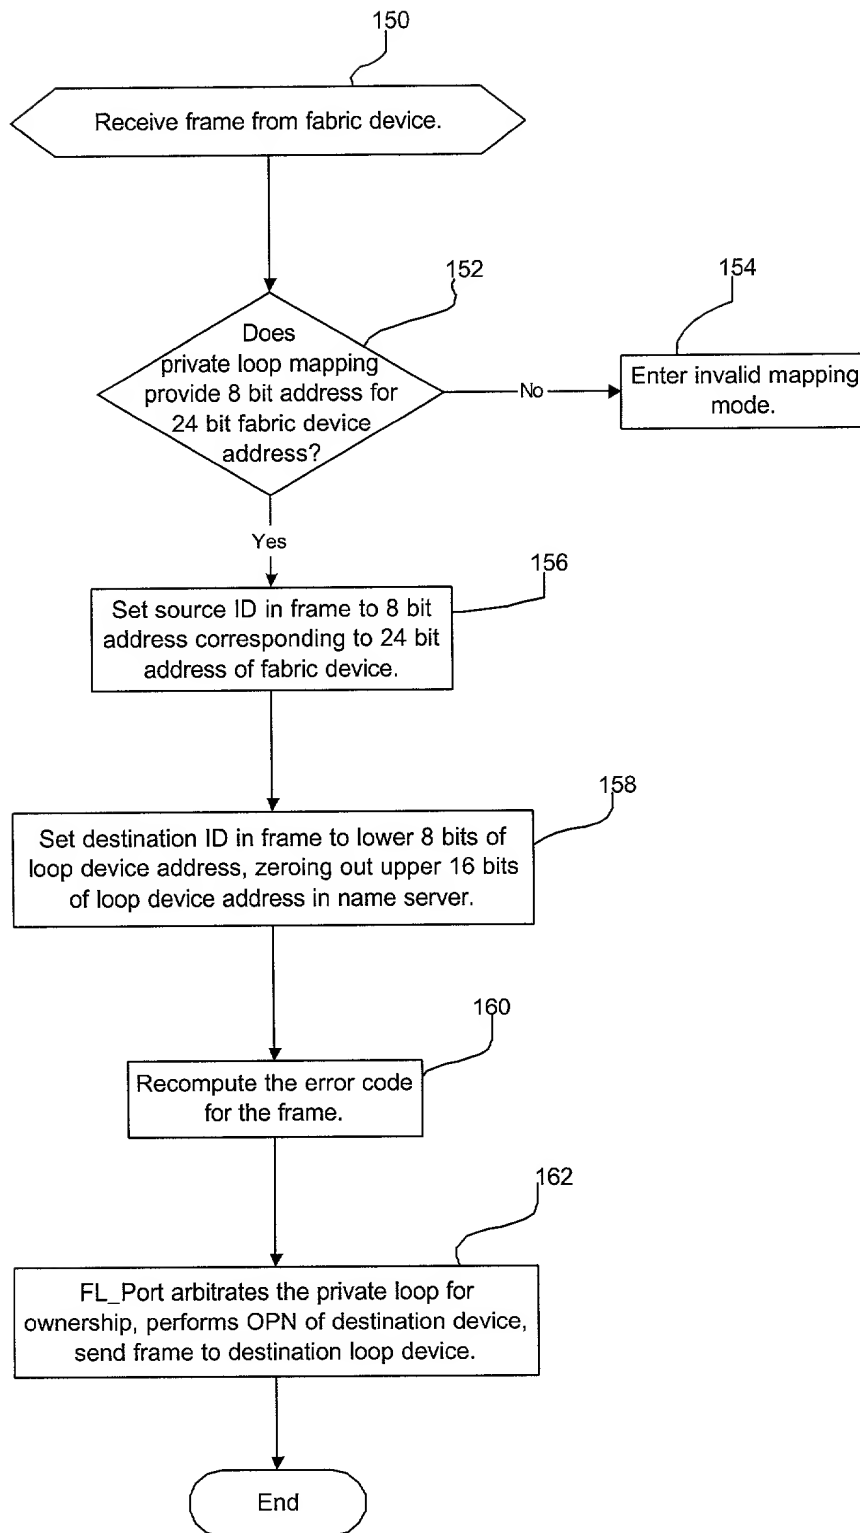 150
Receive frame from fabric device.
152
Does
private loop mapping
provide 8 bit address for
24 bit fabric device
address?
No
154
Enter invalid mapping
mode.
Yes
156
Set source ID in frame to 8 bit
address corresponding to 24 bit
address of fabric device.
158
Set destination ID in frame to lower 8 bits of
loop device address, zeroing out upper 16 bits
of loop device address in name server.
160
Recompute the error code
for the frame.
162
FL_Port arbitrates the private loop for
ownership, performs OPN of destination device,
send frame to destination loop device.
End